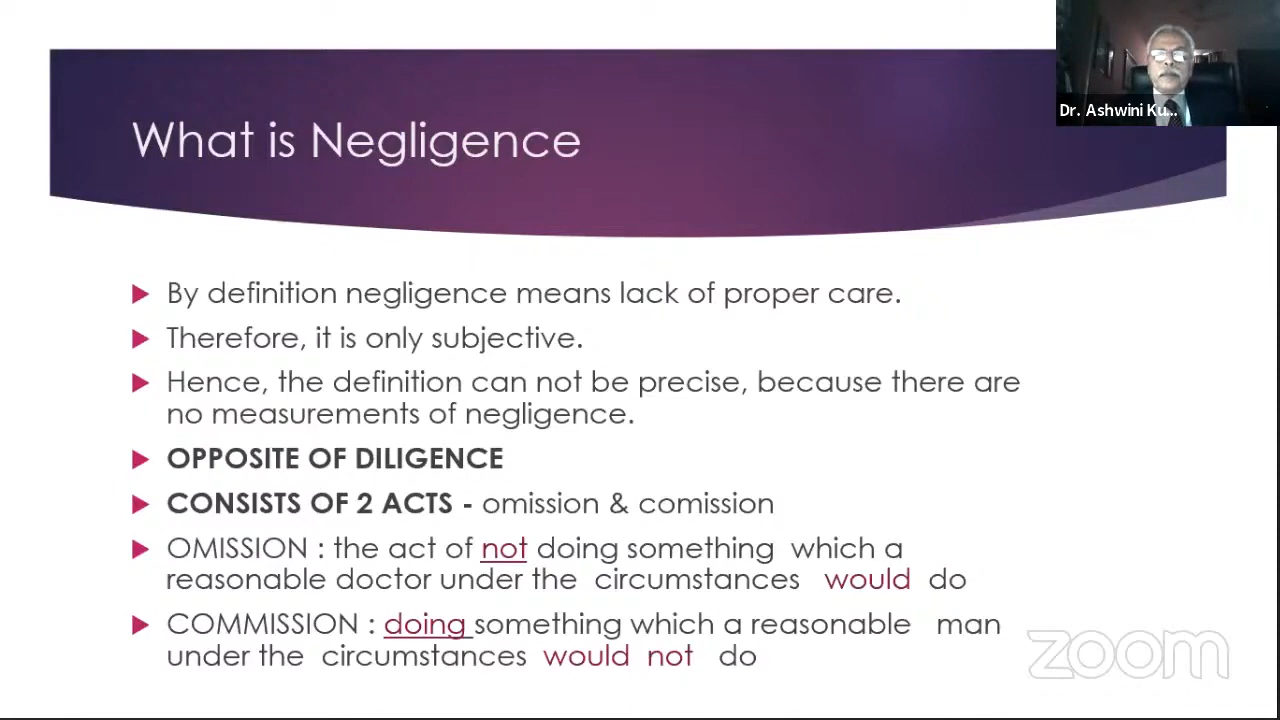 Dr. Ashwini Ku...
What is Negligence
By definition negligence means lack of proper care.
Therefore, it is only subjective.
Hence, the definition can not be precise, because there are
no measurements of negligence.
OPPOSITE OF DILIGENCE
CONSISTS OF 2 ACTS - omission & comission
OMISSION : the act of not doing something which a
reasonable doctor under the circumstances would do
COMMISSION : doing something which a reasonable man
under the circumstances would not do
zoom